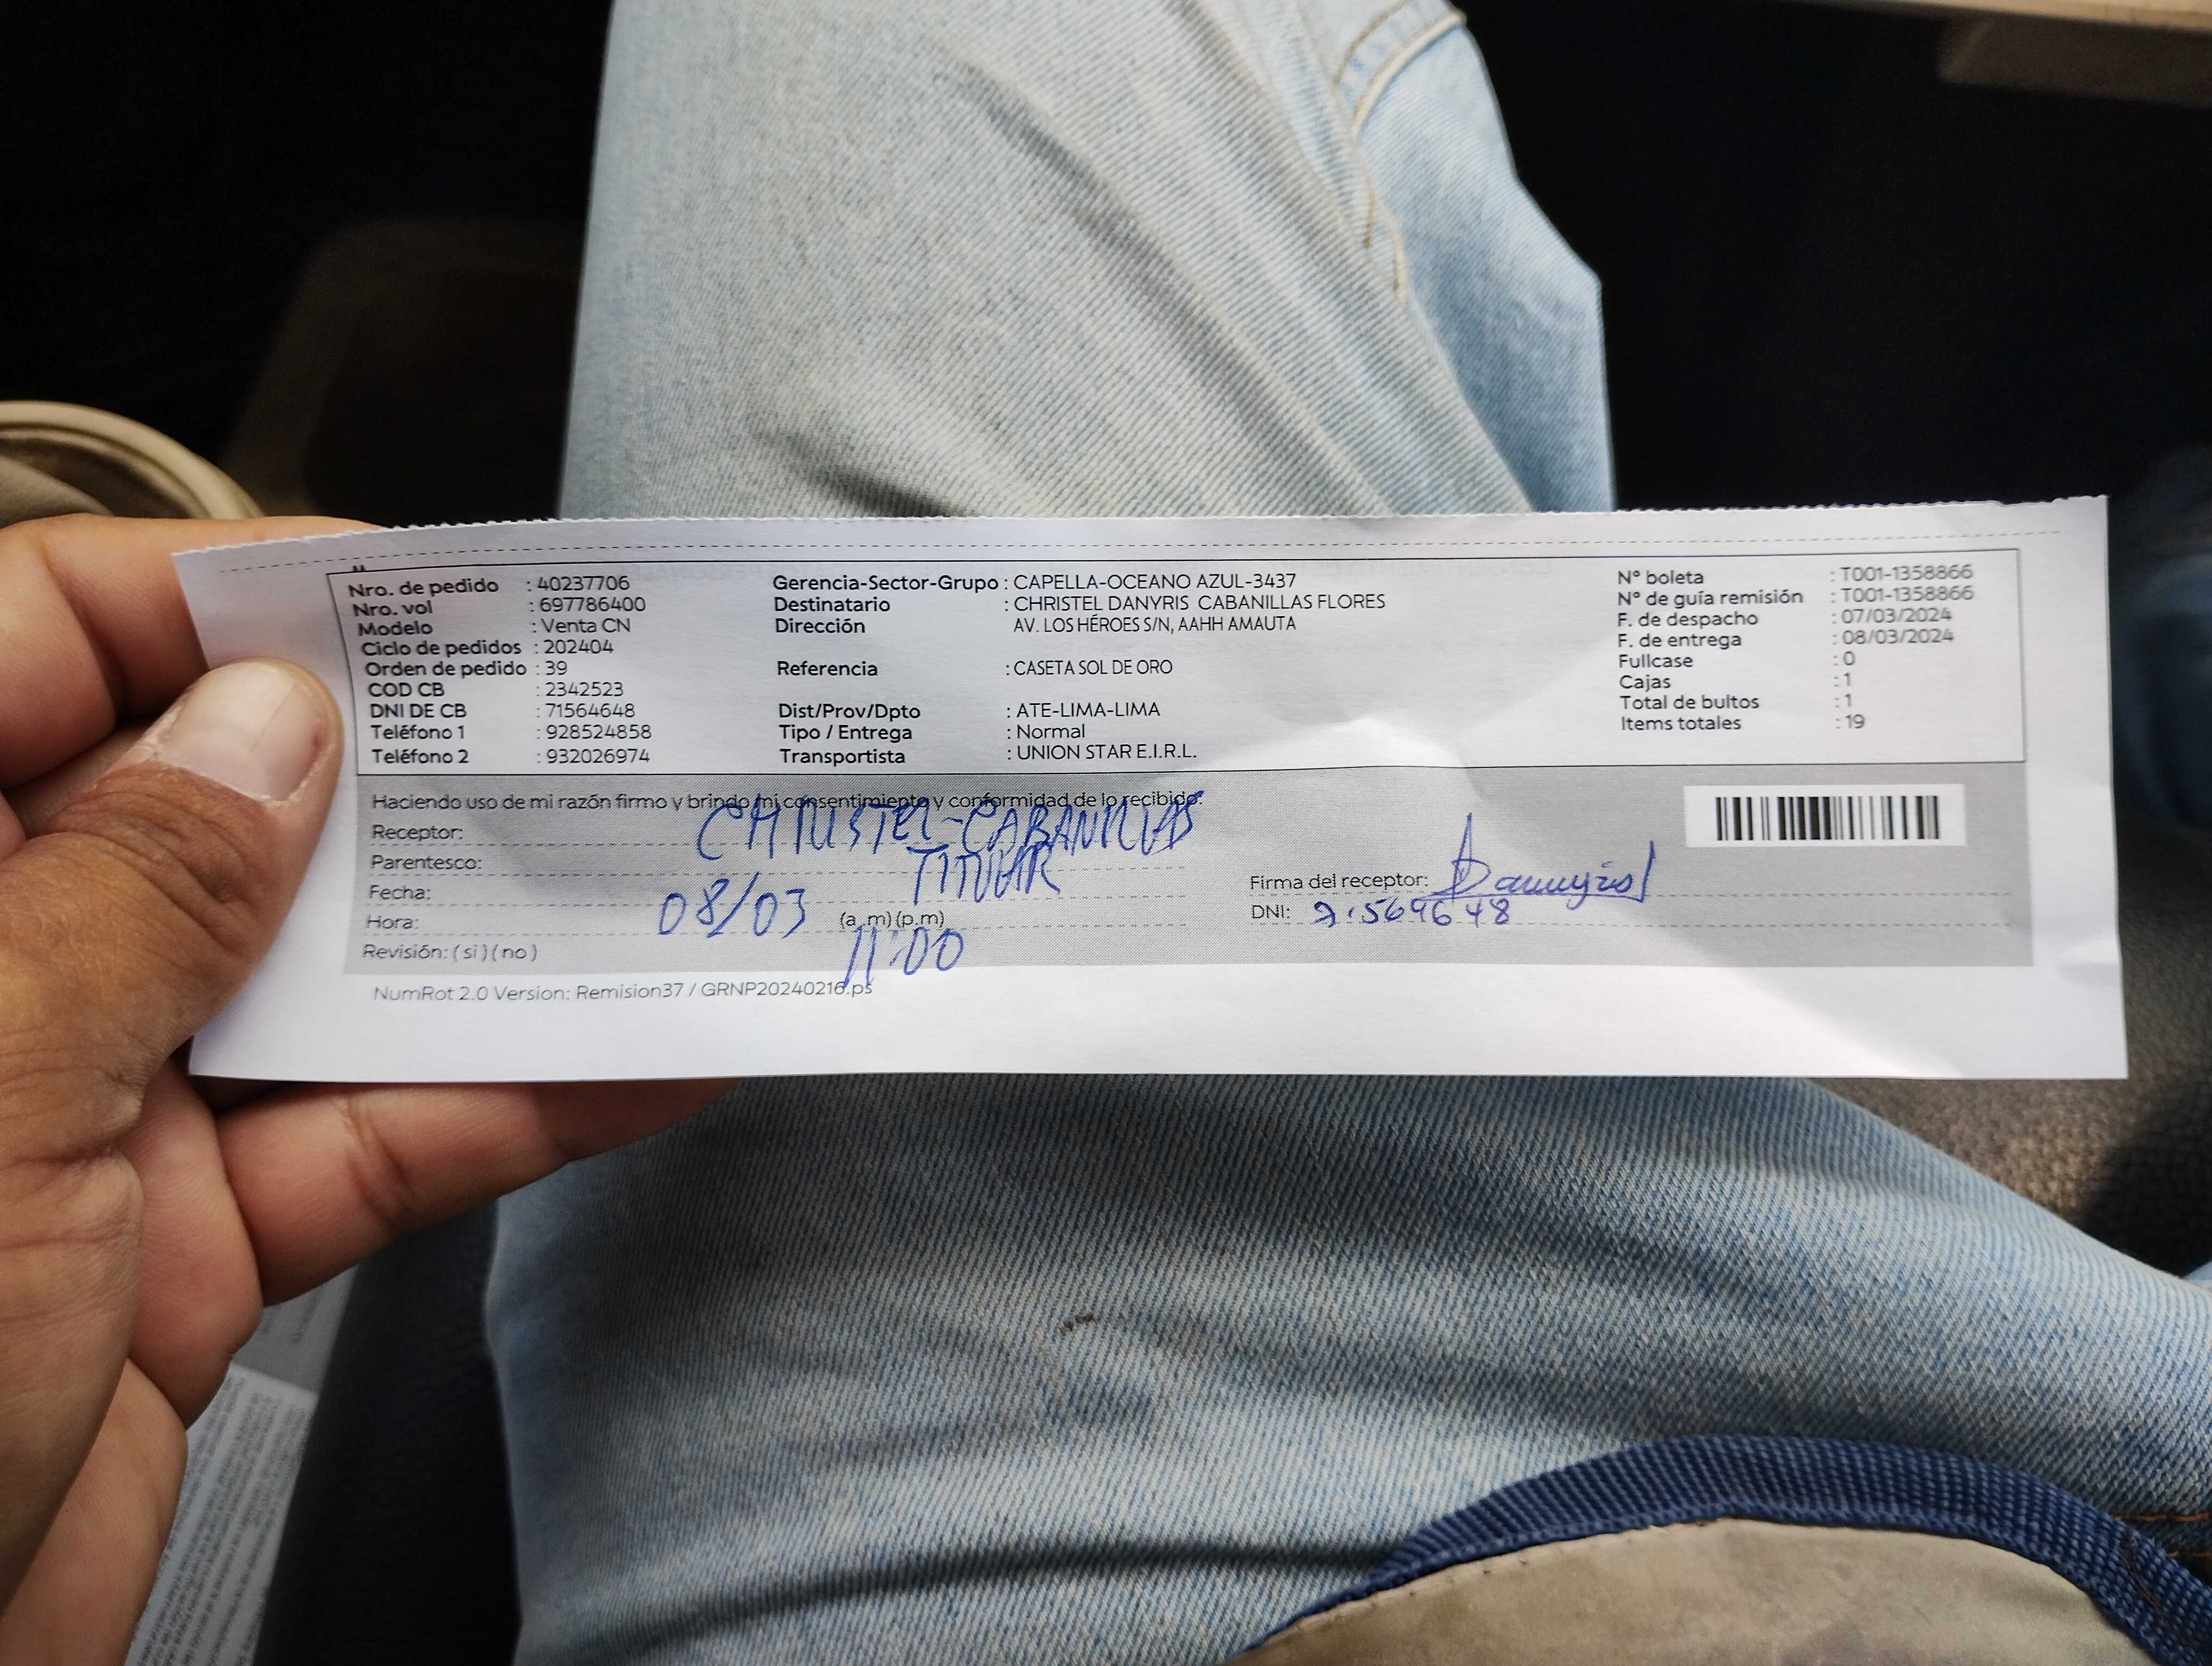 Nro. de pedido : 40237706
Nro. vol : 697786400
Modelo : Venta CN
Ciclo de pedidos : 202404
Orden de pedido : 39
COD CB : 2342523
DNI DE CB : 71564648
Teléfono 1 : 928524858
Teléfono 2 : 932026974
Gerencia-Sector-Grupo : CAPELLA-OCEANO AZUL-3437
Destinatario : CHRISTEL DANYRIS CABANILLAS FLORES
Dirección AV. LOS HÉROES S/N, AAHH AMAUTA
Referencia : CASETA SOL DE ORO
Dist/Prov/Dpto : ATE-LIMA-LIMA
Tipo / Entrega : Normal
Transportista : UNION STAR E.I.R.L.
N° boleta : T001-1358866
N° de guía remisión : T001-1358866
F. de despacho : 07/03/2024
F. de entrega : 08/03/2024
Fullcase : 0
Cajas : 1
Total de bultos : 1
Items totales : 19
Haciendo uso de mi razón firmo y brindo mi consentimiento y conformidad de lo recibido:
Receptor: CHRISTEL-CABANILLAS
Parentesco: TITULAR
Fecha: 08/03
Hora: (a.m) (p.m) 11:00
Revisión: ( si ) ( no )
Firma del receptor: Danyris
DNI:
NumRot 2.0 Version: Remision37 / GRNP20240216.ps